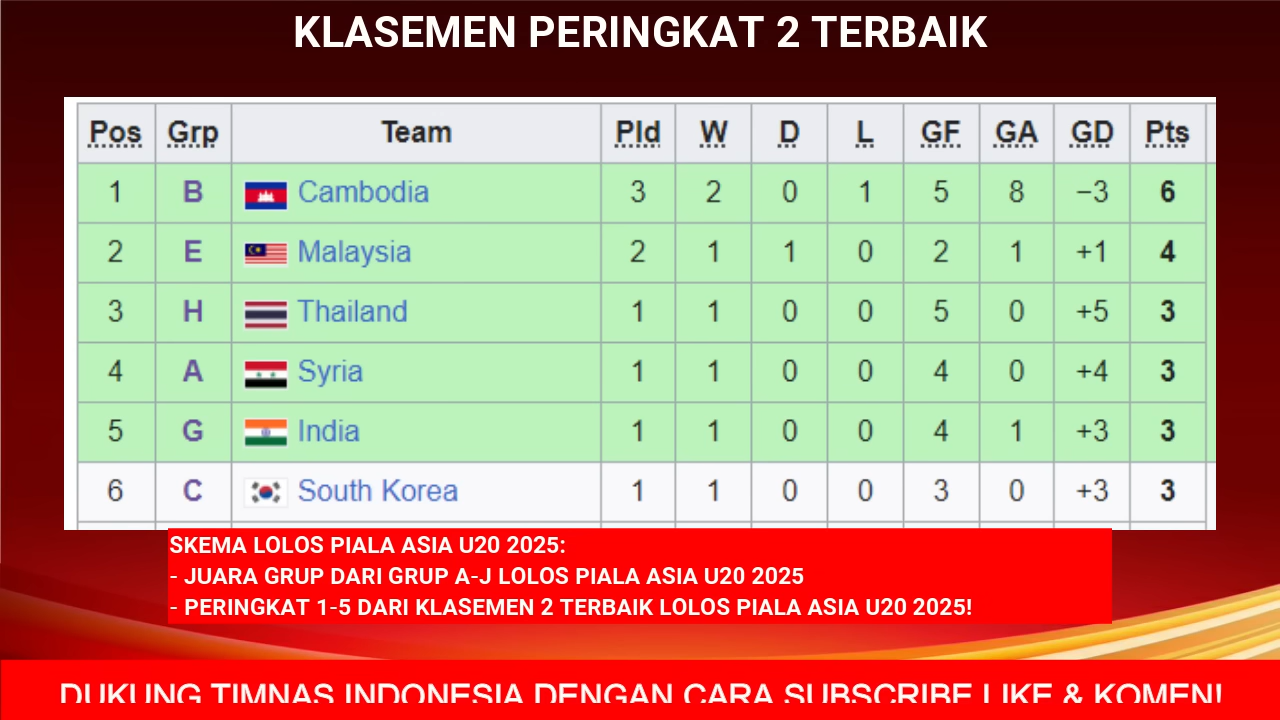 KLASEMEN PERINGKAT 2 TERBAIK
Pos Grp Team Pld W D L GF GA GD Pts
1 B Cambodia 3 2 0 1 5 8 −3 6
2 E Malaysia 2 1 1 0 2 1 +1 4
3 H Thailand 1 1 0 0 5 0 +5 3
4 A Syria 1 1 0 0 4 0 +4 3
5 G India 1 1 0 0 4 1 +3 3
6 C South Korea 1 1 0 0 3 0 +3 3
SKEMA LOLOS PIALA ASIA U20 2025:
- JUARA GRUP DARI GRUP A-J LOLOS PIALA ASIA U20 2025
- PERINGKAT 1-5 DARI KLASEMEN 2 TERBAIK LOLOS PIALA ASIA U20 2025!
DUKUNG TIMNAS INDONESIA DENGAN CARA SUBSCRIBE LIKE & KOMEN!